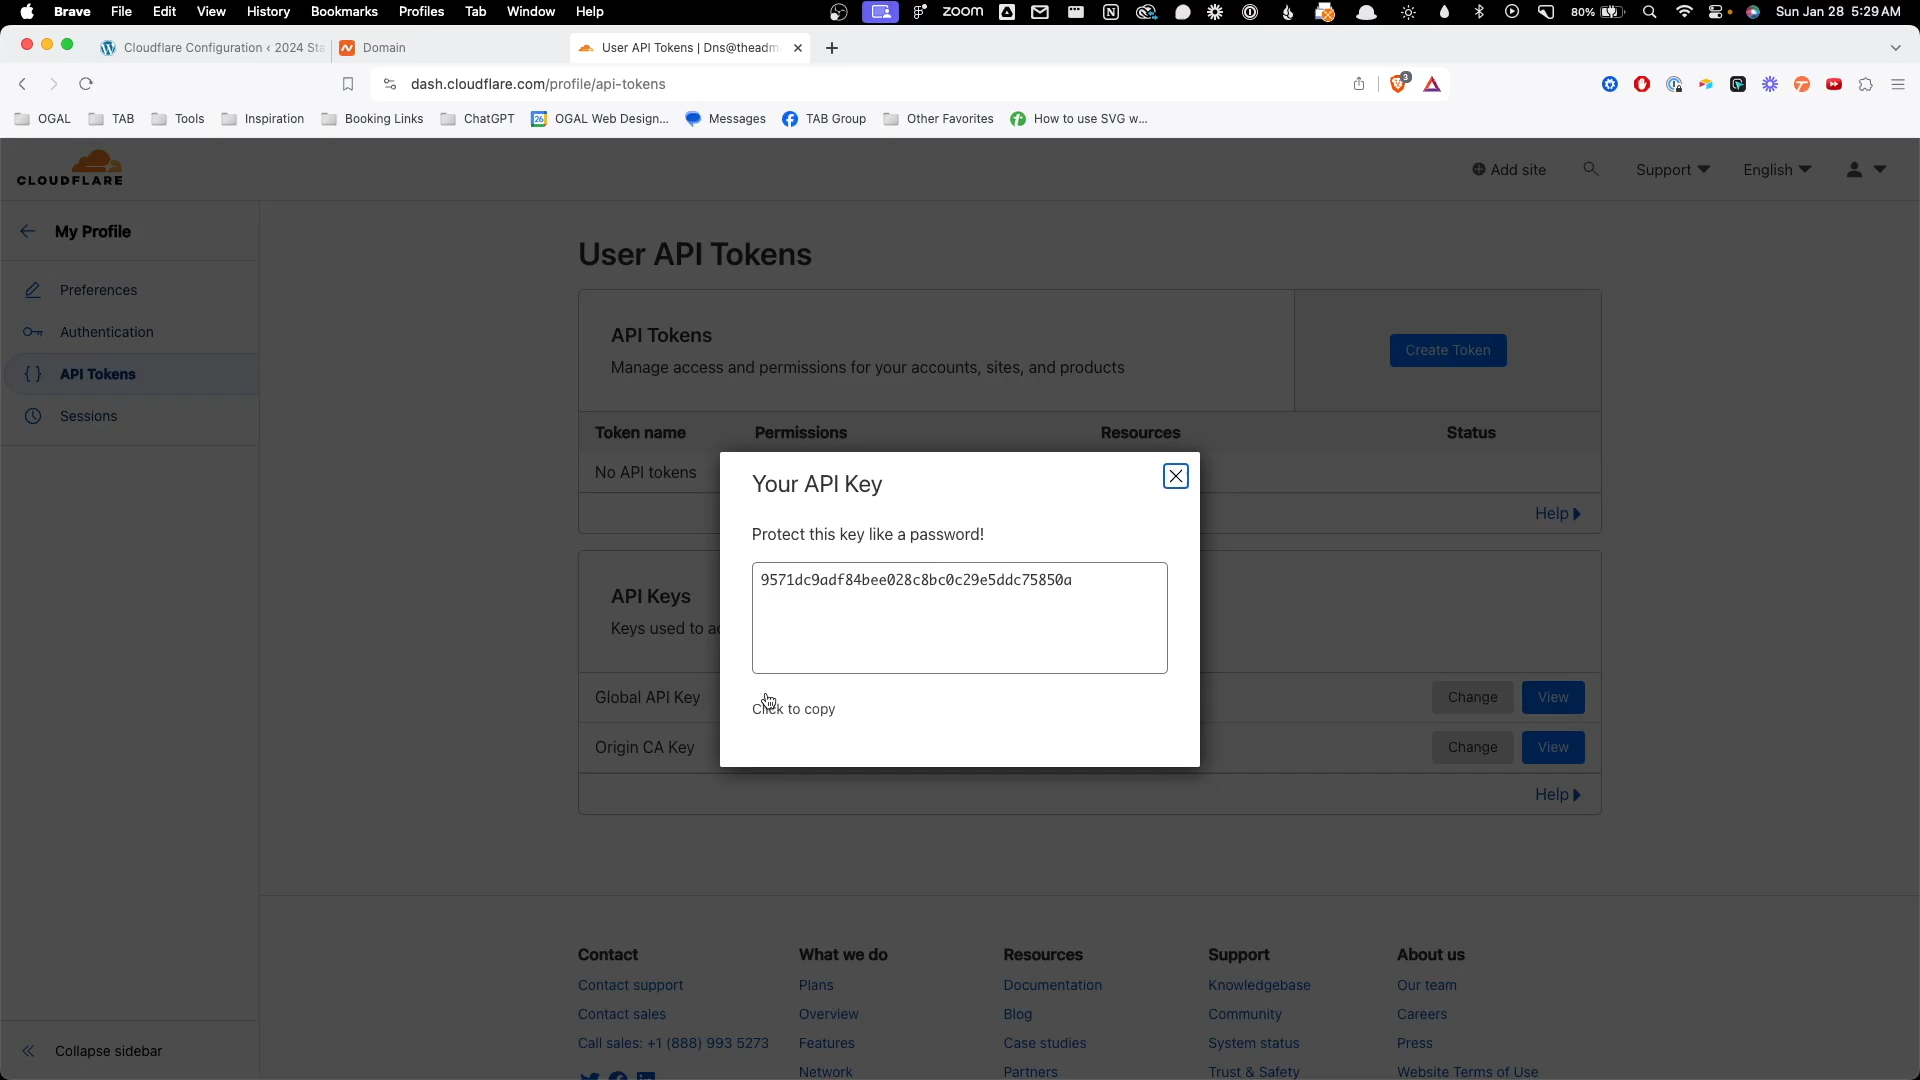 Brave File Edit View History Bookmarks Profiles Tab Window Help zoom 80% Sun Jan 28 5:29 AM
Cloudflare Configuration ‹ 2024 Sta Domain User API Tokens | Dns@theadm
dash.cloudflare.com/profile/api-tokens 3
OGAL TAB Tools Inspiration Booking Links ChatGPT 26 OGAL Web Design... Messages TAB Group Other Favorites How to use SVG w...
CLOUDFLARE Add site Support English
My Profile
Preferences
Authentication
API Tokens
Sessions
User API Tokens
API Tokens
Manage access and permissions for your accounts, sites, and products
Create Token
Token name Permissions Resources Status
No API tokens
Help
Your API Key
Protect this key like a password!
9571dc9adf84bee028c8bc0c29e5ddc75850a
Click to copy
API Keys
Keys used to a
Global API Key Change View
Origin CA Key Change View
Help
Contact What we do Resources Support About us
Contact support Plans Documentation Knowledgebase Our team
Contact sales Overview Blog Community Careers
Call sales: +1 (888) 993 5273 Features Case studies System status Press
Network Partners Trust & Safety Website Terms of Use
Collapse sidebar